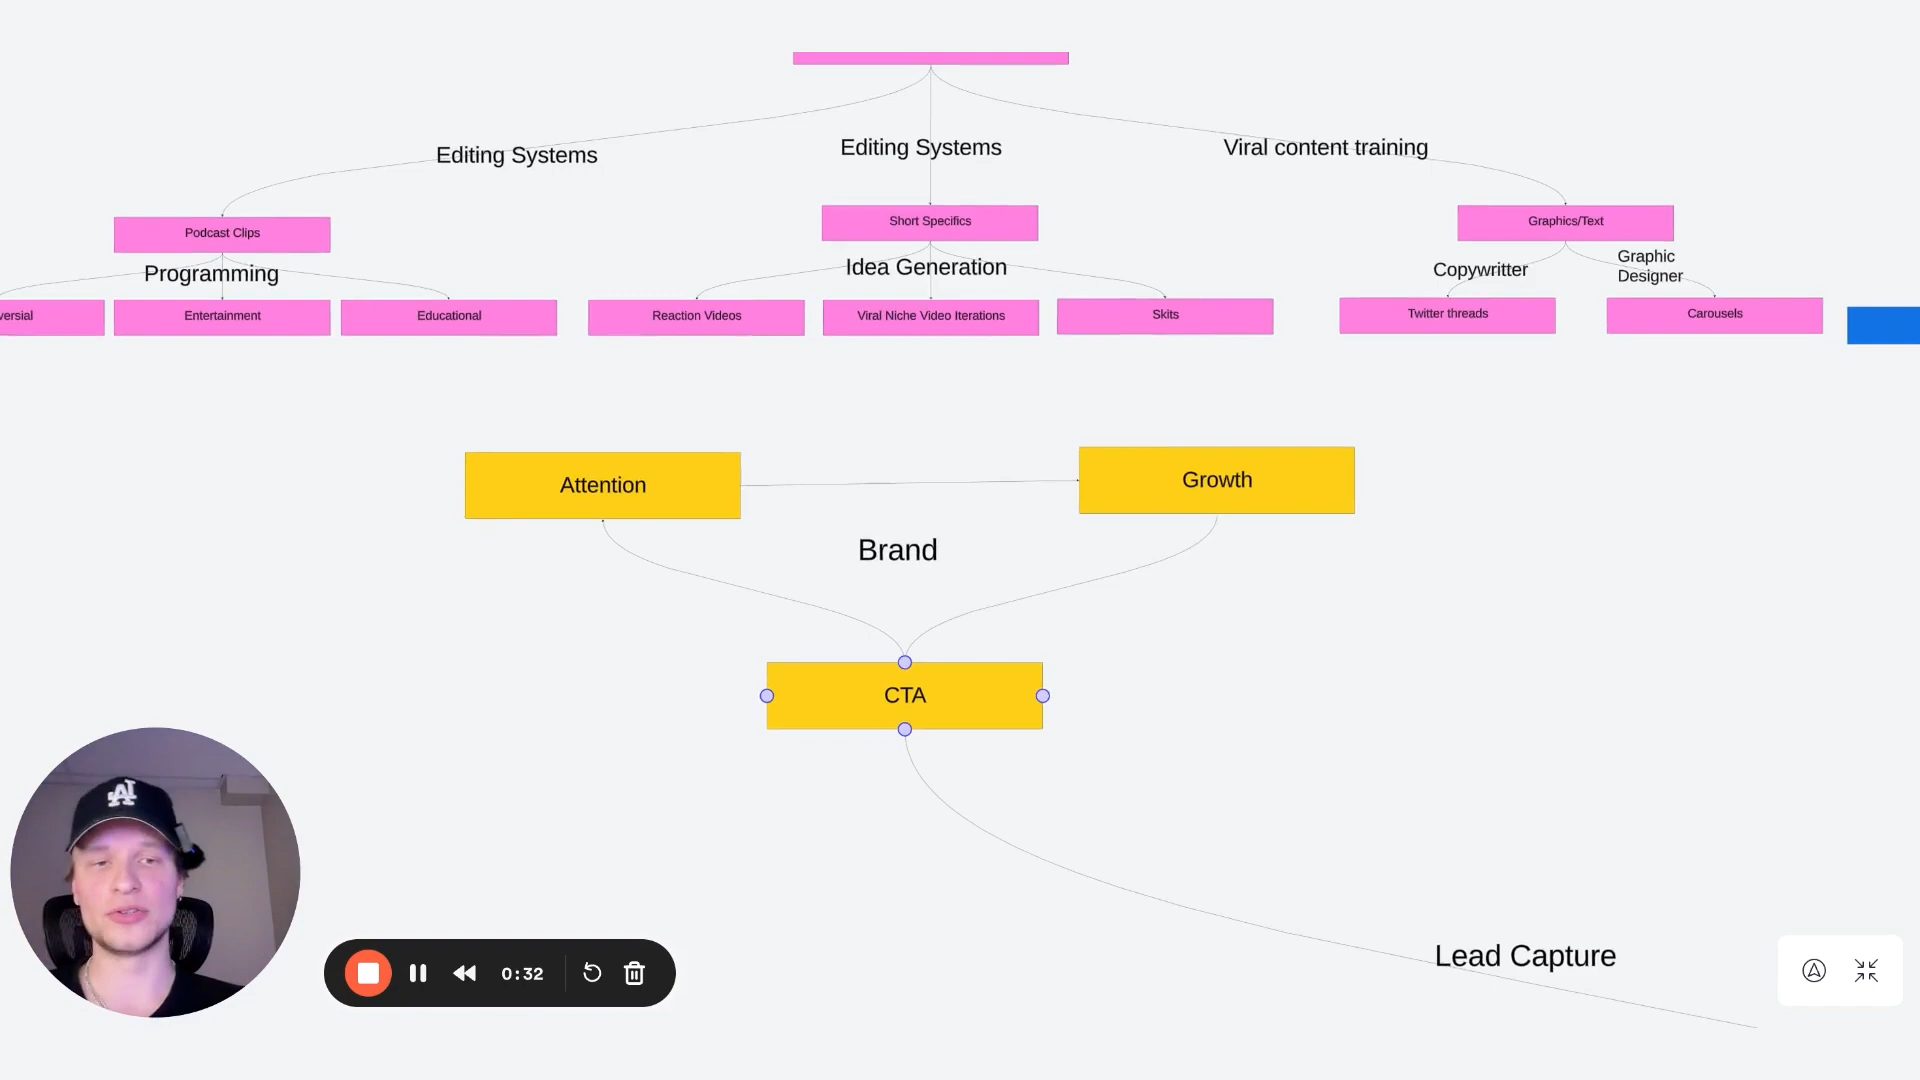 Editing Systems
Editing Systems
Viral content training
Podcast Clips
Short Specifics
Graphics/Text
Programming
Idea Generation
Copywritter
Graphic
Designer
versial
Entertainment
Educational
Reaction Videos
Viral Niche Video Iterations
Skits
Twitter threads
Carousels
Attention
Growth
Brand
CTA
Lead Capture
LA
0:32